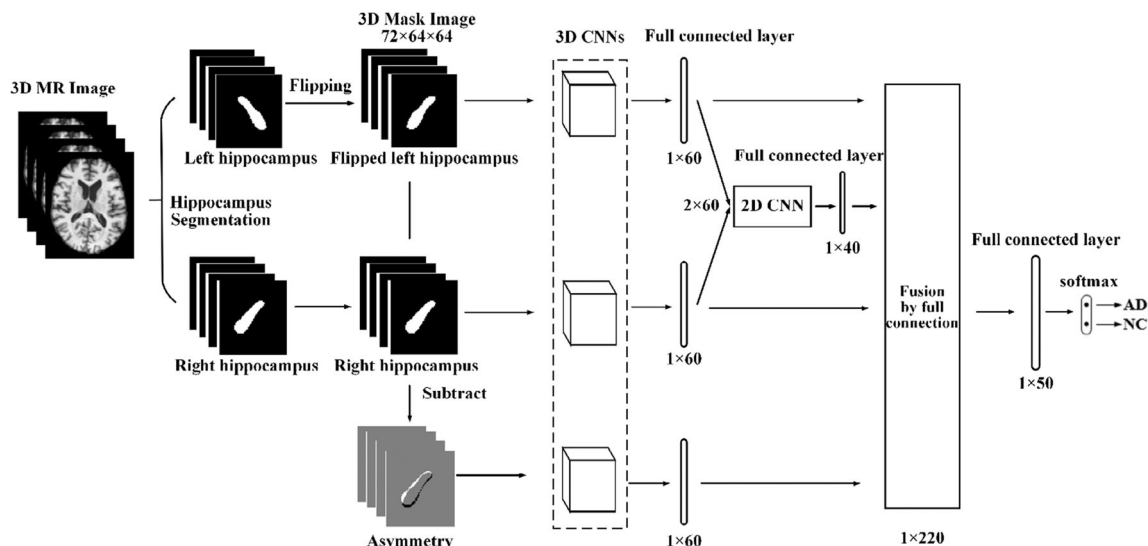 3D Mask Image
72×64×64
3D CNNs
Full connected layer
3D MR Image
Flipping
Left hippocampus
Flipped left hippocampus
1×60
Full connected layer
Hippocampus
Segmentation
2×60
2D CNN
1×40
Full connected layer
softmax
Fusion
by full
connection
AD
NC
Right hippocampus
Right hippocampus
1×60
1×50
Subtract
Asymmetry
1×60
1×220